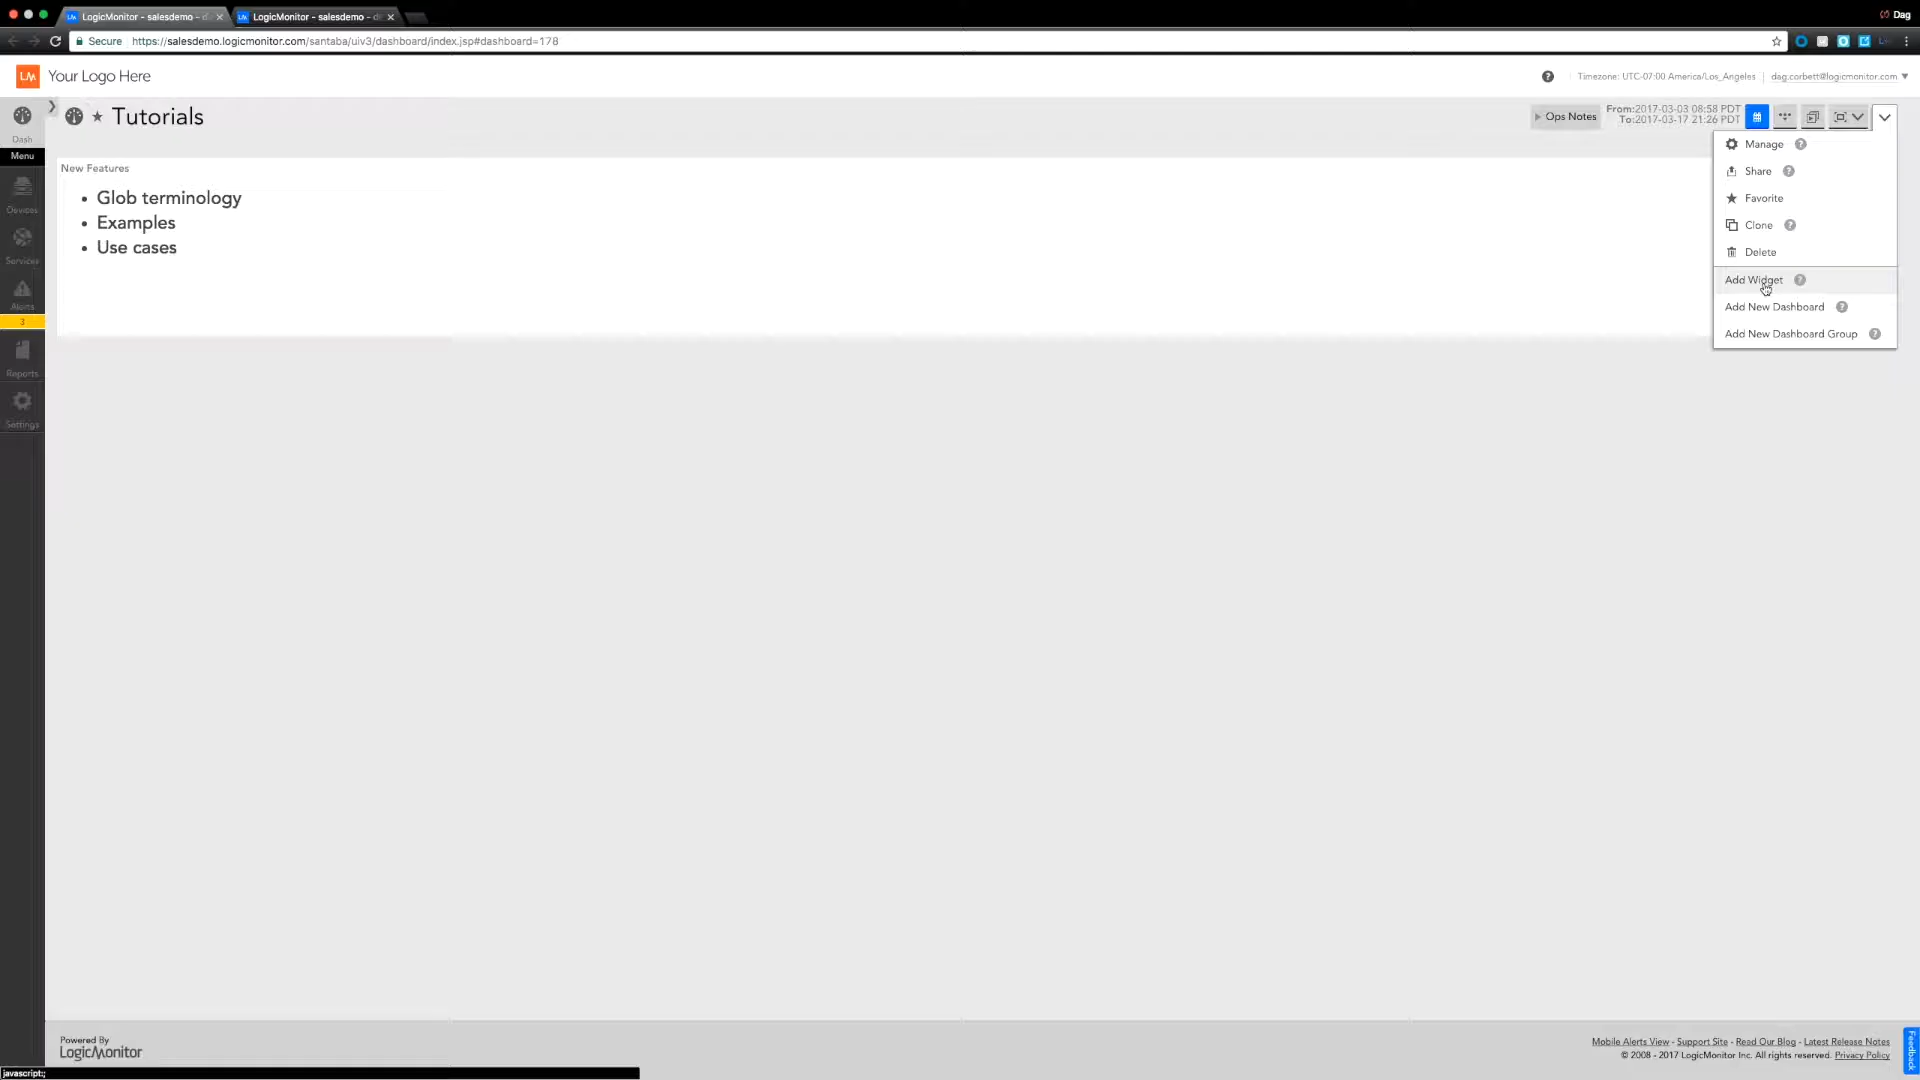 LogicMonitor - salesdemo - d
LogicMonitor - salesdemo - d
Dag
Secure
https://salesdemo.logicmonitor.com/santaba/uiv3/dashboard/index.jsp#dashboard=178
LM Your Logo Here
Timezone: UTC-07:00 America/Los_Angeles
dag.corbett@logicmonitor.com
Dash
Menu
Devices
Services
Alerts
3
Reports
Settings
Tutorials
Ops Notes
From:2017-03-03 08:58 PDT
To:2017-03-17 21:26 PDT
New Features
• Glob terminology
• Examples
• Use cases
Manage ?
Share ?
Favorite
Clone ?
Delete
Add Widget ?
Add New Dashboard ?
Add New Dashboard Group ?
Powered By
LogicMonitor
Mobile Alerts View - Support Site - Read Our Blog - Latest Release Notes
© 2008 - 2017 LogicMonitor Inc. All rights reserved. Privacy Policy
Feedback
javascript:;